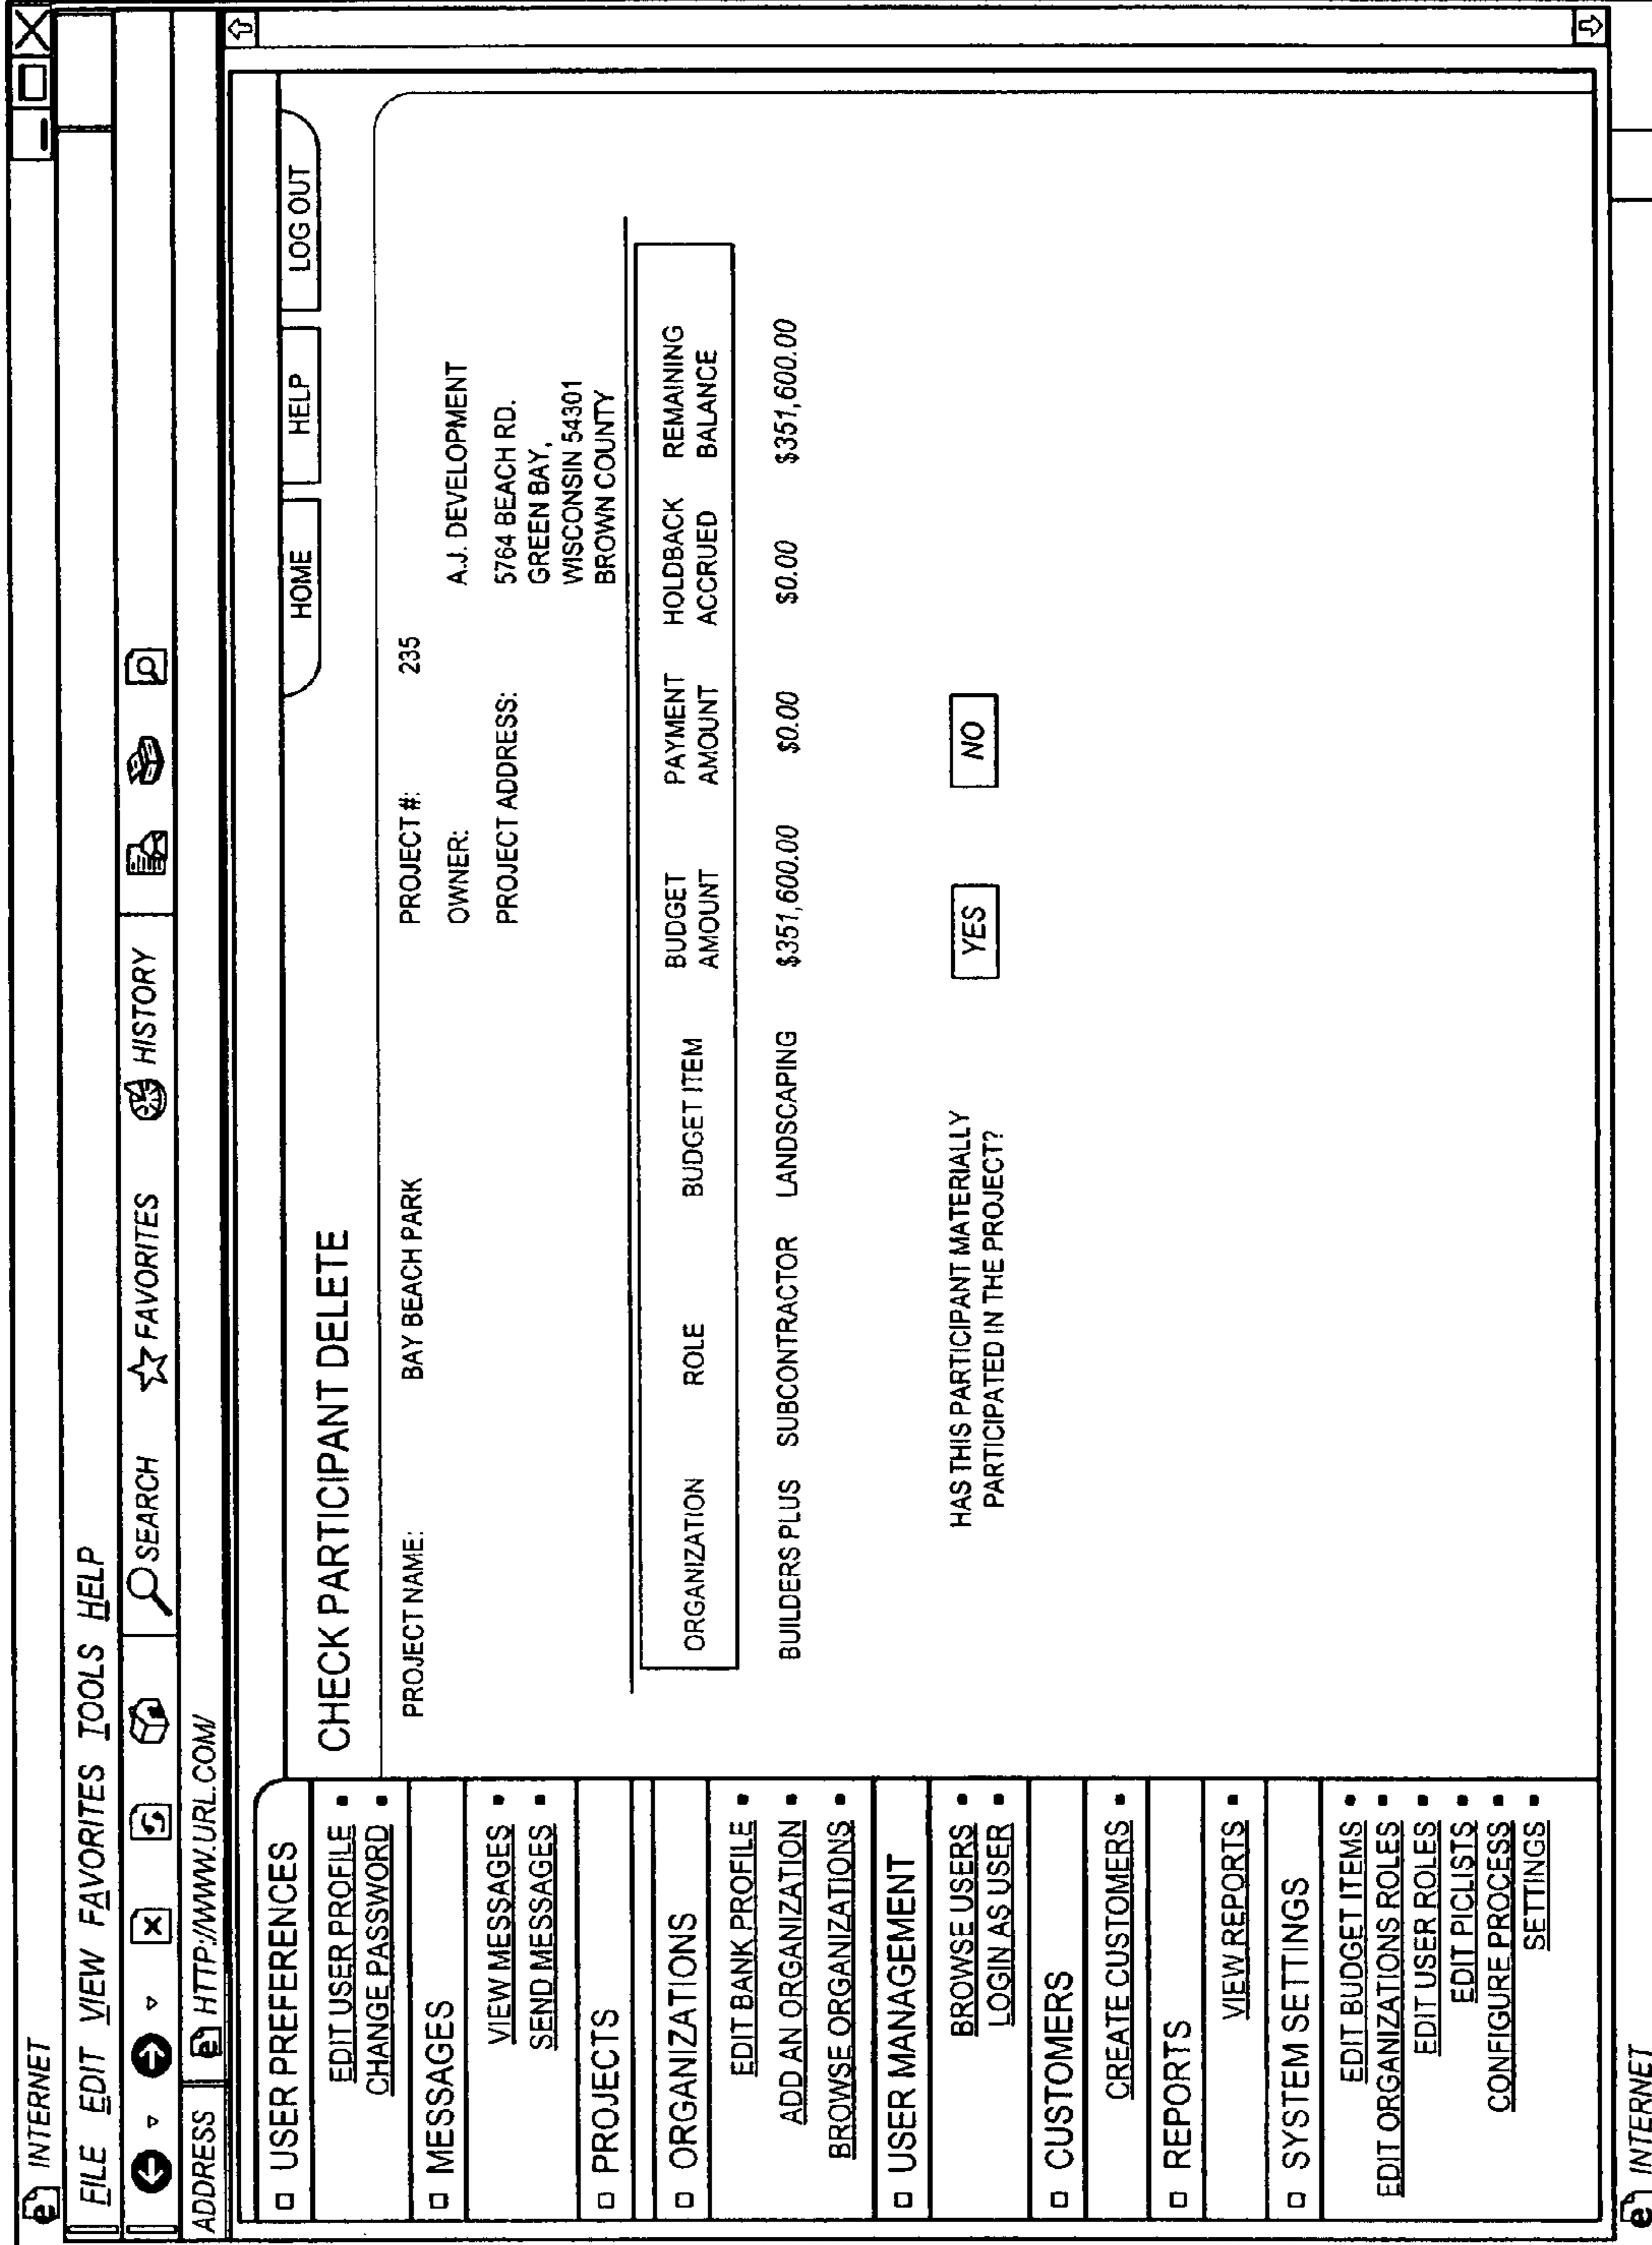 INTERNET
FILE EDIT VIEW FAVORITES TOOLS HELP
SEARCH FAVORITES HISTORY
ADDRESS HTTP://WWW.URL.COM/
HOME HELP LOG OUT
USER PREFERENCES
EDIT USER PROFILE
CHANGE PASSWORD
MESSAGES
VIEW MESSAGES
SEND MESSAGES
PROJECTS
ORGANIZATIONS
EDIT BANK PROFILE
ADD AN ORGANIZATION
BROWSE ORGANIZATIONS
USER MANAGEMENT
BROWSE USERS
LOGIN AS USER
CUSTOMERS
CREATE CUSTOMERS
REPORTS
VIEW REPORTS
SYSTEM SETTINGS
EDIT BUDGET ITEMS
EDIT ORGANIZATIONS ROLES
EDIT USER ROLES
EDIT PICLISTS
CONFIGURE PROCESS
SETTINGS
CHECK PARTICIPANT DELETE
PROJECT NAME: BAY BEACH PARK PROJECT #: 235
OWNER: A.J. DEVELOPMENT
PROJECT ADDRESS: 5764 BEACH RD.
GREEN BAY,
WISCONSIN 54301
BROWN COUNTY
ORGANIZATION ROLE BUDGET ITEM BUDGET AMOUNT PAYMENT AMOUNT HOLDBACK ACCRUED REMAINING BALANCE
BUILDERS PLUS SUBCONTRACTOR LANDSCAPING $351,600.00 $0.00 $0.00 $351,600.00
HAS THIS PARTICIPANT MATERIALLY
PARTICIPATED IN THE PROJECT?
YES NO
INTERNET